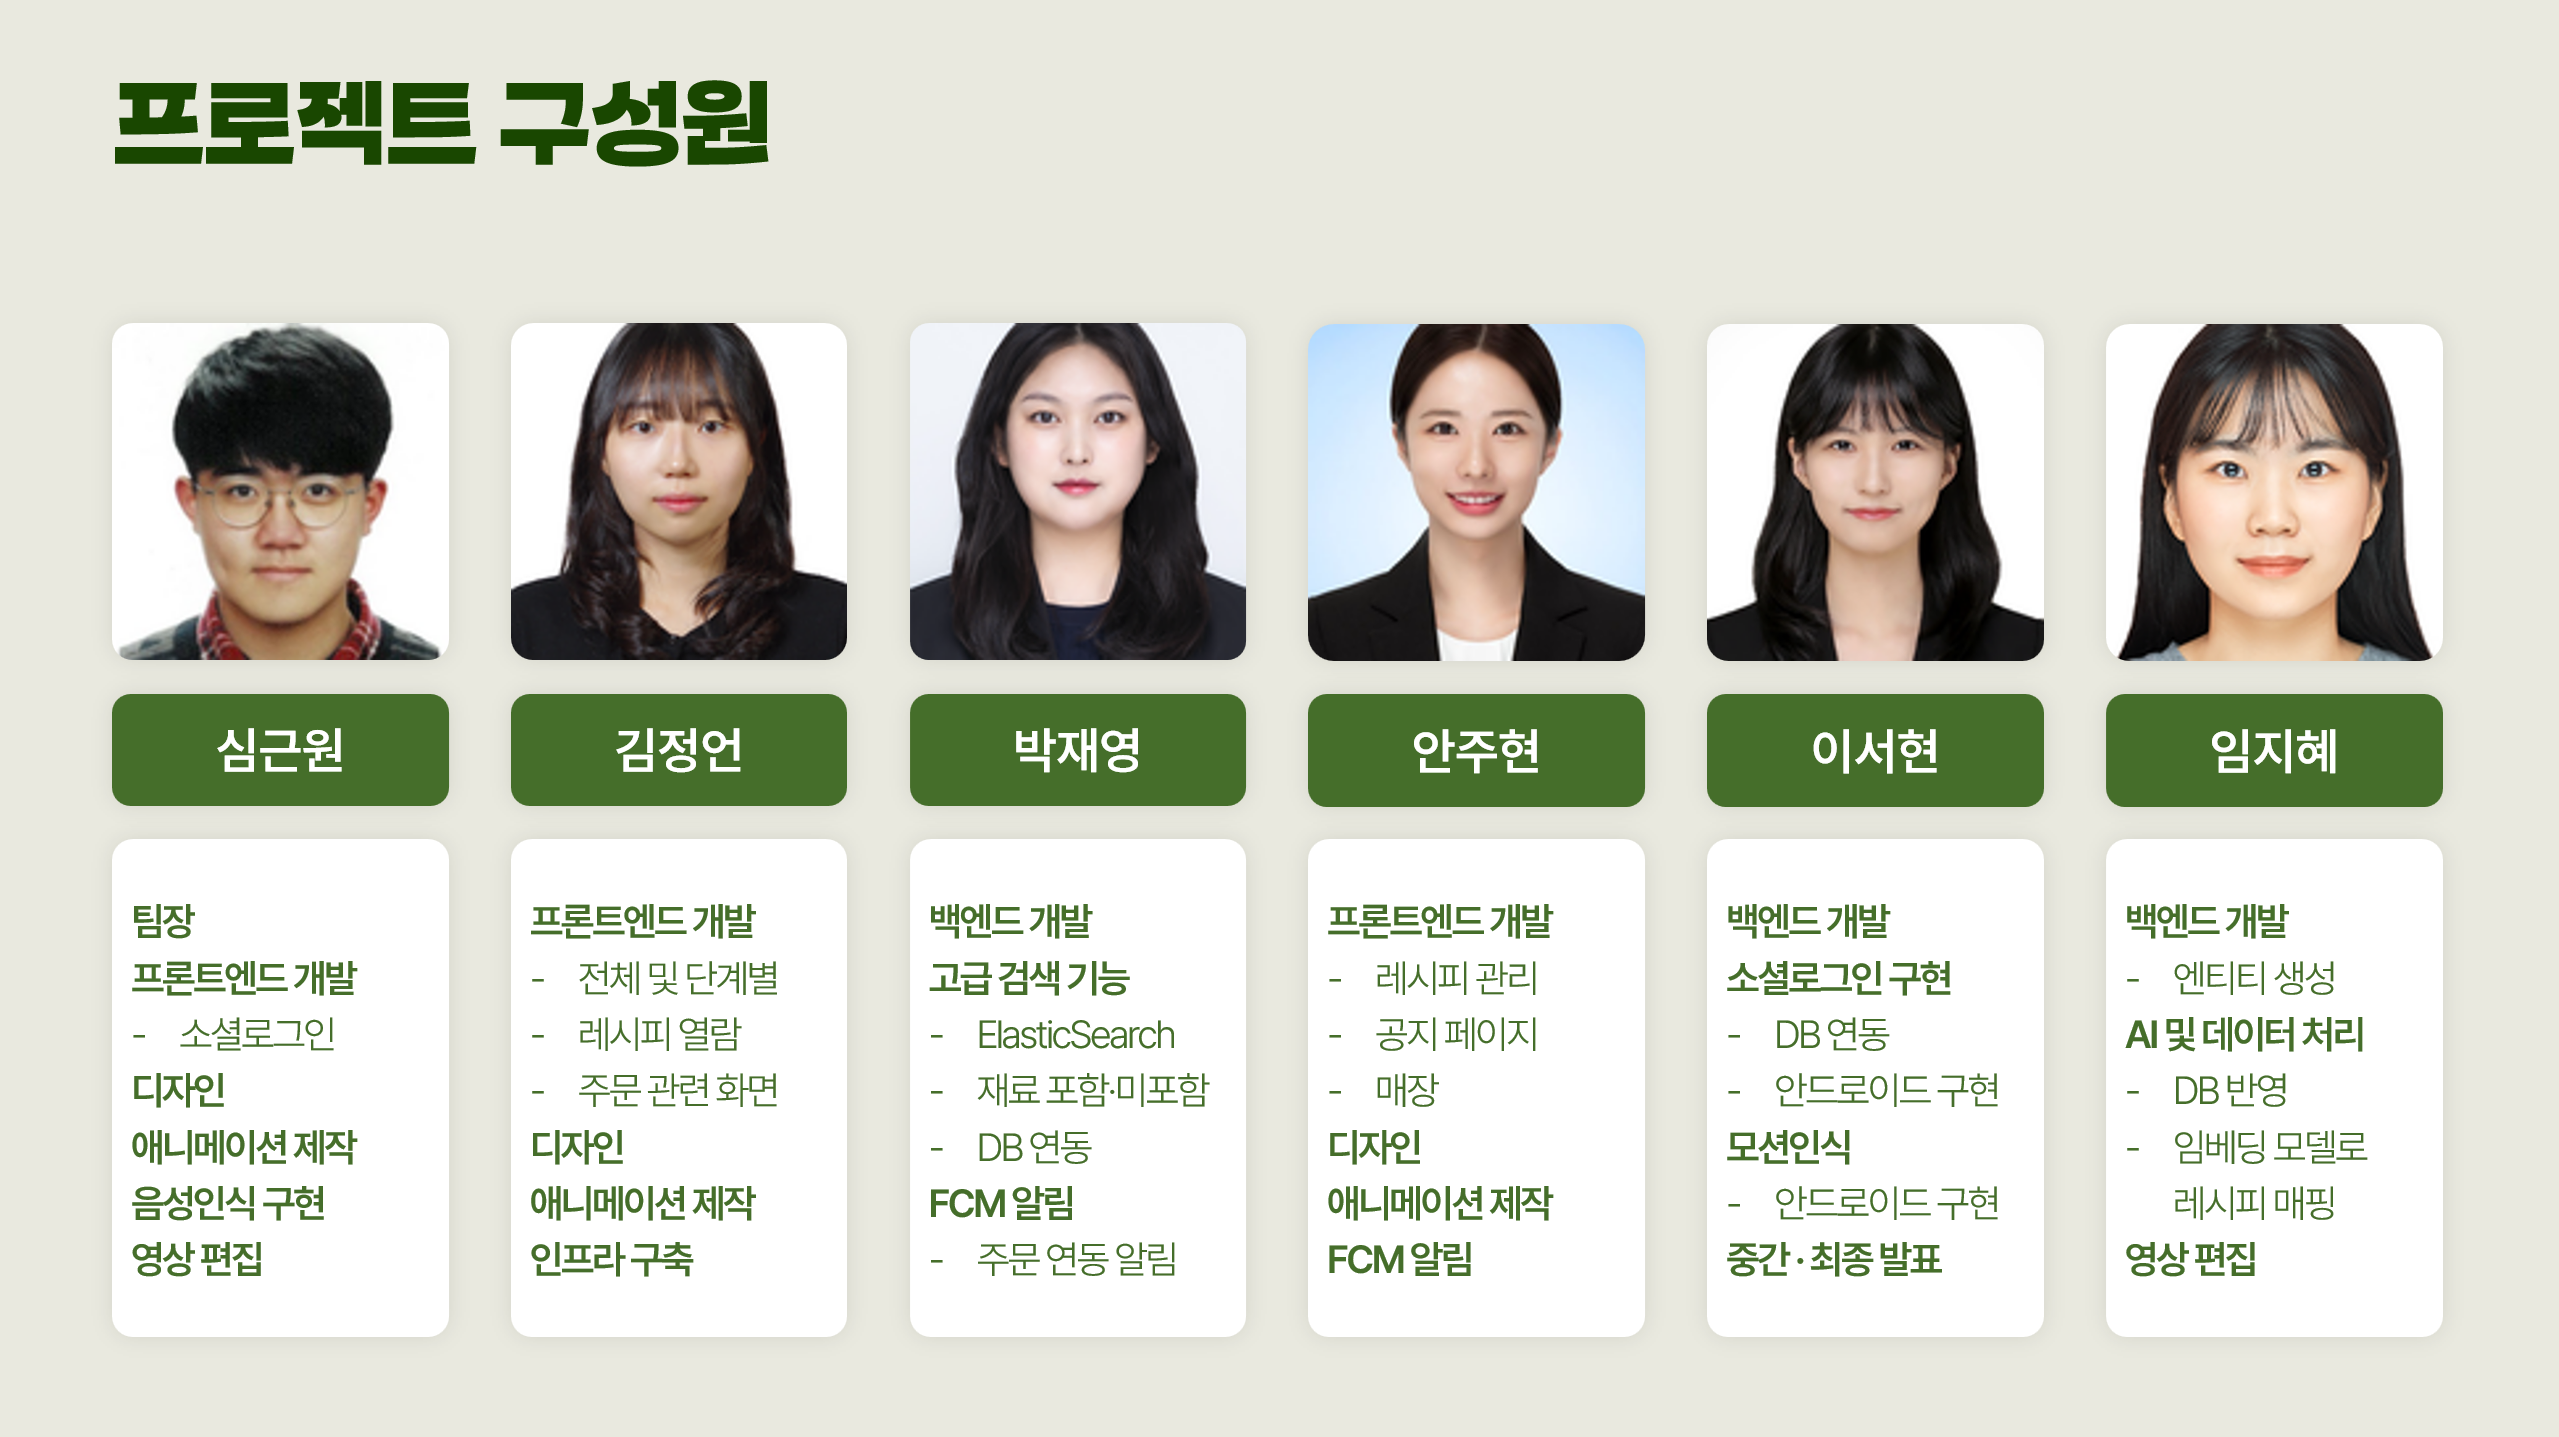 프로젝트 구성원
심근원
팀장
프론트엔드 개발
- 소셜로그인
디자인
애니메이션 제작
음성인식 구현
영상 편집
김정언
프론트엔드 개발
- 전체 및 단계별
- 레시피 열람
- 주문 관련 화면
디자인
애니메이션 제작
인프라 구축
박재영
백엔드 개발
고급 검색 기능
- ElasticSearch
- 재료 포함·미포함
- DB 연동
FCM 알림
- 주문 연동 알림
안주현
프론트엔드 개발
- 레시피 관리
- 공지 페이지
- 매장
디자인
애니메이션 제작
FCM 알림
이서현
백엔드 개발
소셜로그인 구현
- DB 연동
- 안드로이드 구현
모션인식
- 안드로이드 구현
중간 · 최종 발표
임지혜
백엔드 개발
- 엔티티 생성
AI 및 데이터 처리
- DB 반영
- 임베딩 모델로
레시피 매핑
영상 편집